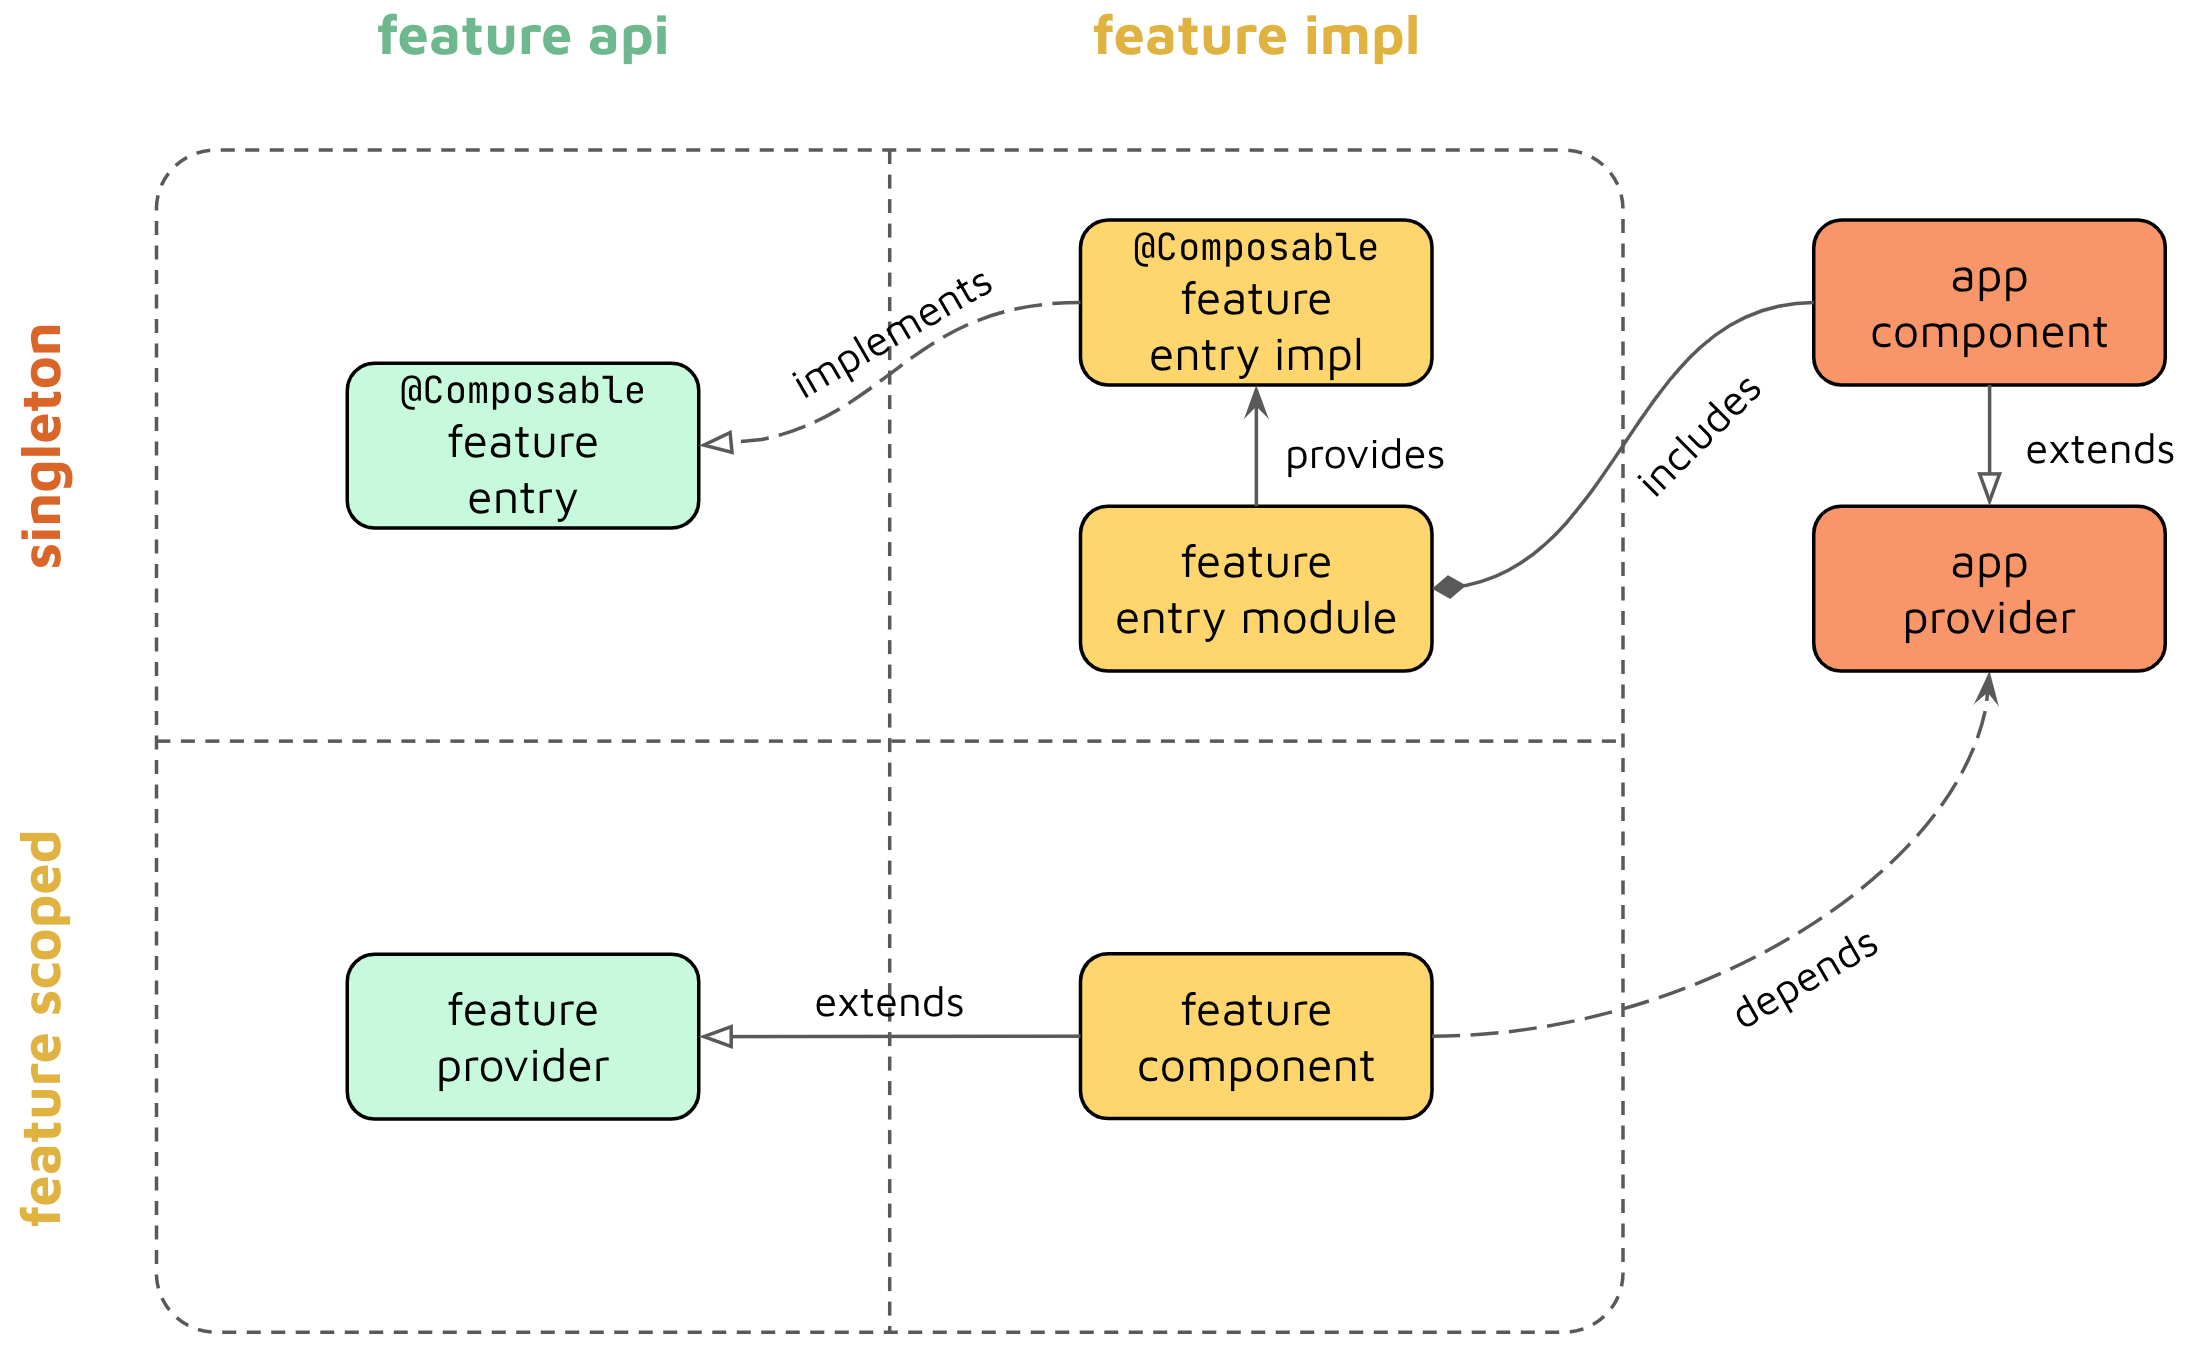 feature api
feature impl
singleton
feature scoped
@Composable
feature
entry
implements
@Composable
feature
entry impl
provides
feature
entry module
includes
app
component
extends
app
provider
feature
provider
extends
feature
component
depends